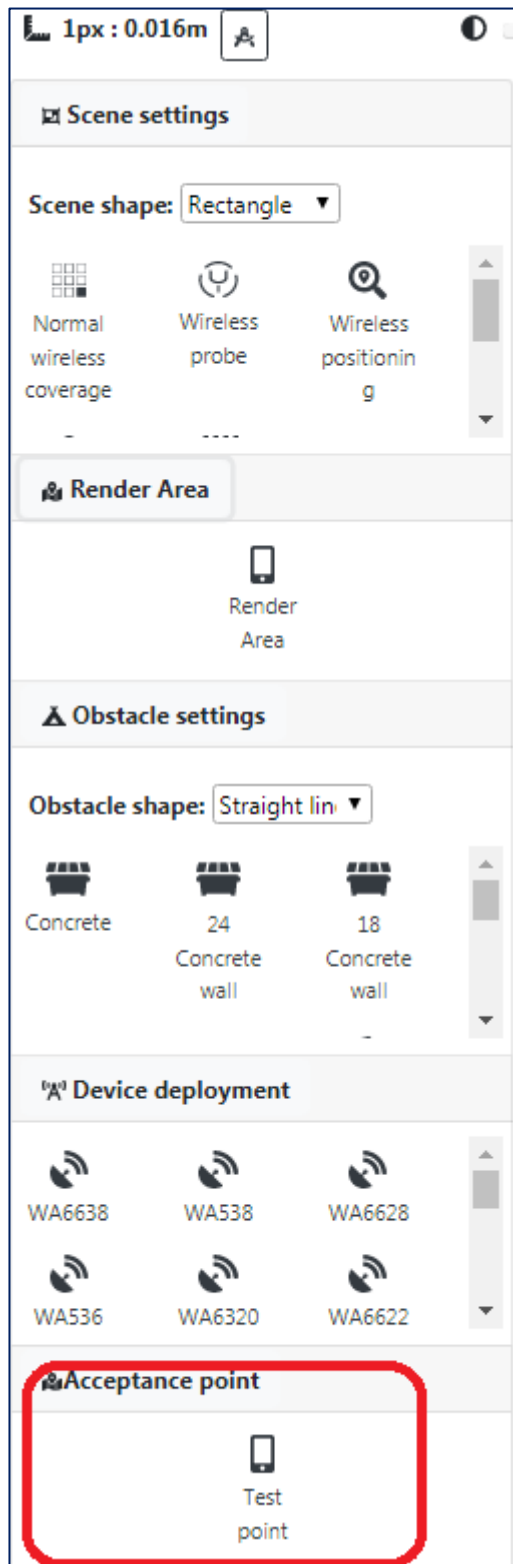 1px : 0.016m
Scene settings
Scene shape: Rectangle
Normal Wireless Wireless
wireless probe positionin
coverage g
Render Area
Render
Area
Obstacle settings
Obstacle shape: Straight lin
Concrete 24 18
Concrete Concrete
wall wall
Device deployment
WA6638 WA538 WA6628
WA536 WA6320 WA6622
Acceptance point
Test
point